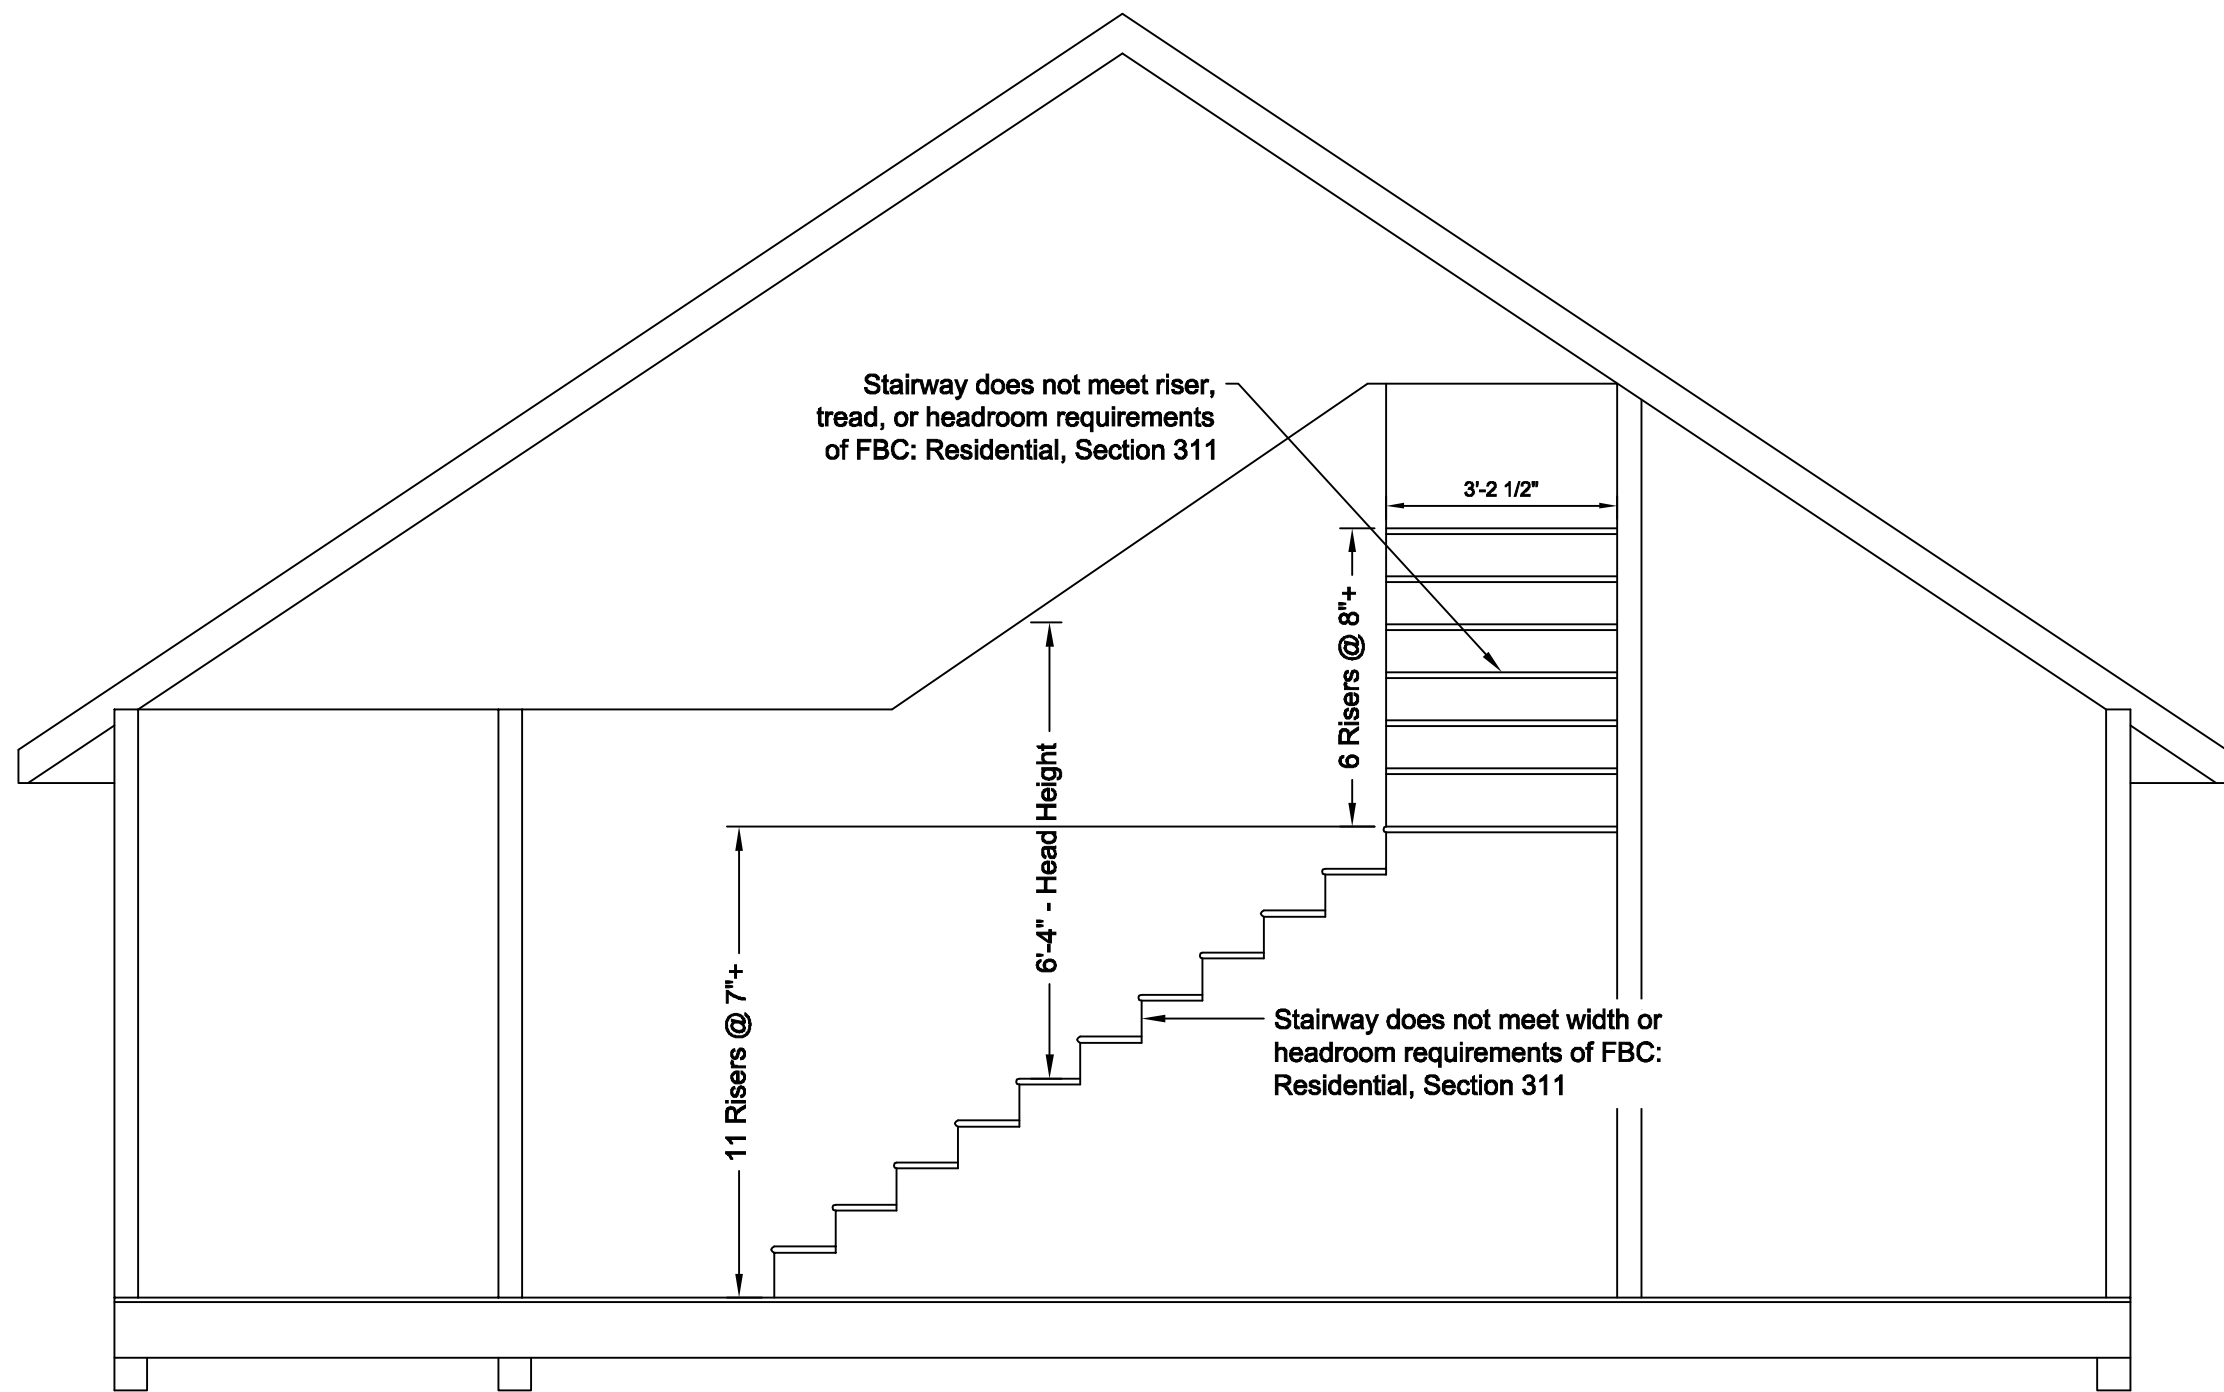 Stairway does not meet riser,
tread, or headroom requirements
of FBC: Residential, Section 311
3'-2 1/2"
6 Risers @ 8"+
6'-4" - Head Height
11 Risers @ 7"+
Stairway does not meet width or
headroom requirements of FBC:
Residential, Section 311